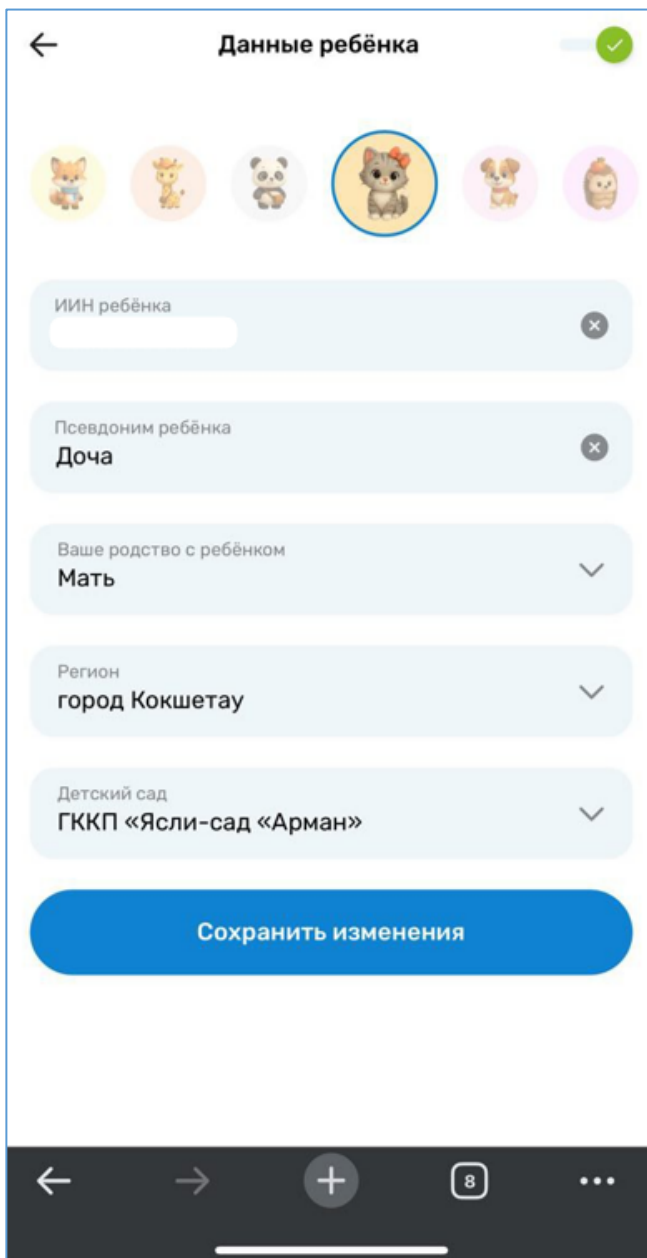 Данные ребёнка
ИИН ребёнка
Псевдоним ребёнка
Доча
Ваше родство с ребёнком
Мать
Регион
город Кокшетау
Детский сад
ГККП «Ясли-сад «Арман»
Сохранить изменения
8